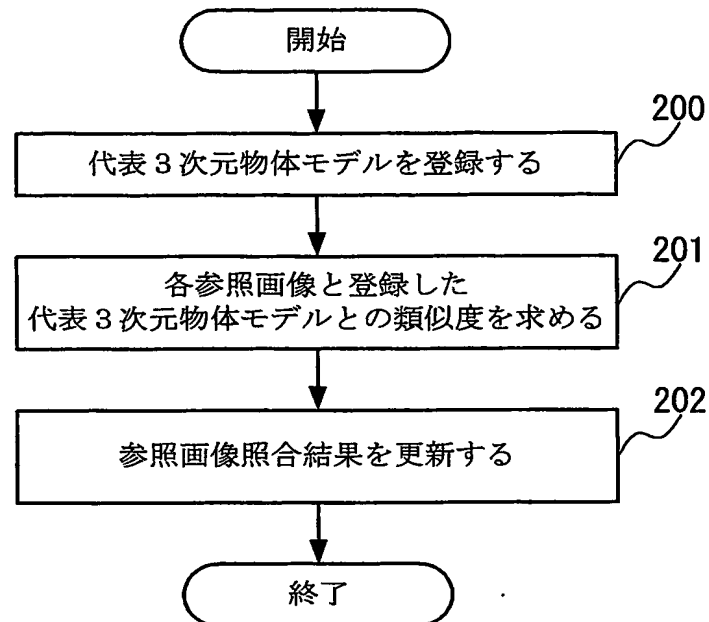 開始
200
代表3次元物体モデルを登録する
201
各参照画像と登録した
代表3次元物体モデルとの類似度を求める
202
参照画像照合結果を更新する
終了